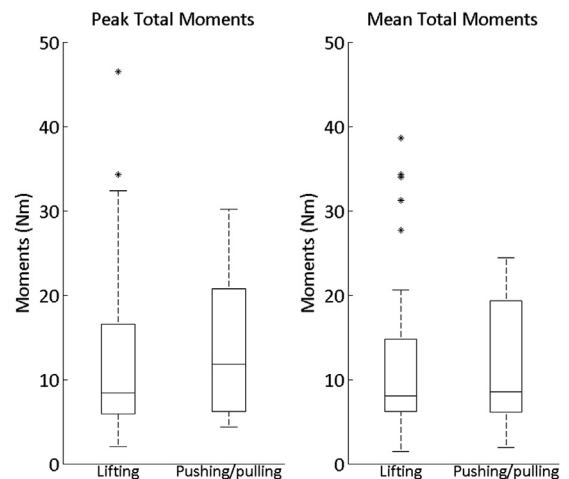 Peak Total Moments
Moments (Nm)
50
40
30
20
10
0
Lifting
Pushing/pulling
Mean Total Moments
Moments (Nm)
50
40
30
20
10
0
Lifting
Pushing/pulling